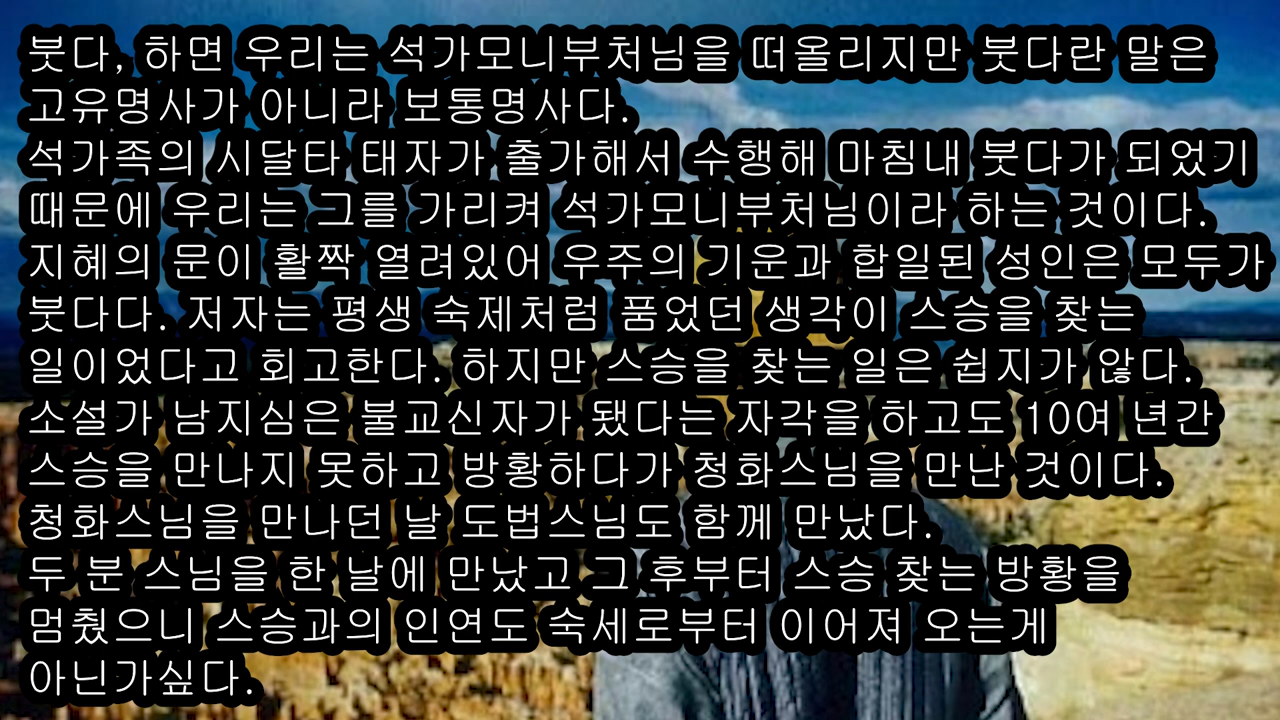 붓다, 하면 우리는 석가모니부처님을 떠올리지만 붓다란 말은
고유명사가 아니라 보통명사다.
석가족의 시달타 태자가 출가해서 수행해 마침내 붓다가 되었기
때문에 우리는 그를 가리켜 석가모니부처님이라 하는 것이다.
지혜의 문이 활짝 열려있어 우주의 기운과 합일된 성인은 모두가
붓다다. 저자는 평생 숙제처럼 품었던 생각이 스승을 찾는
일이었다고 회고한다. 하지만 스승을 찾는 일은 쉽지가 않다.
소설가 남지심은 불교신자가 됐다는 자각을 하고도 10여 년간
스승을 만나지 못하고 방황하다가 청화스님을 만난 것이다.
청화스님을 만나던 날 도법스님도 함께 만났다.
두 분 스님을 한 날에 만났고 그 후부터 스승 찾는 방황을
멈췄으니 스승과의 인연도 숙세로부터 이어져 오는게
아닌가싶다.